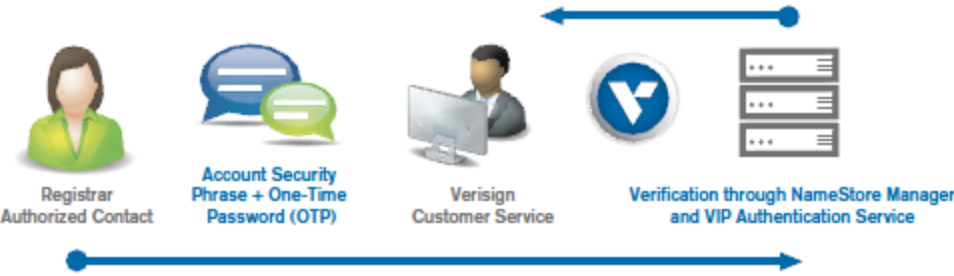 Registrar
Authorized Contact
Account Security
Phrase + One-Time
Password (OTP)
Verisign
Customer Service
Verification through NameStore Manager
and VIP Authentication Service